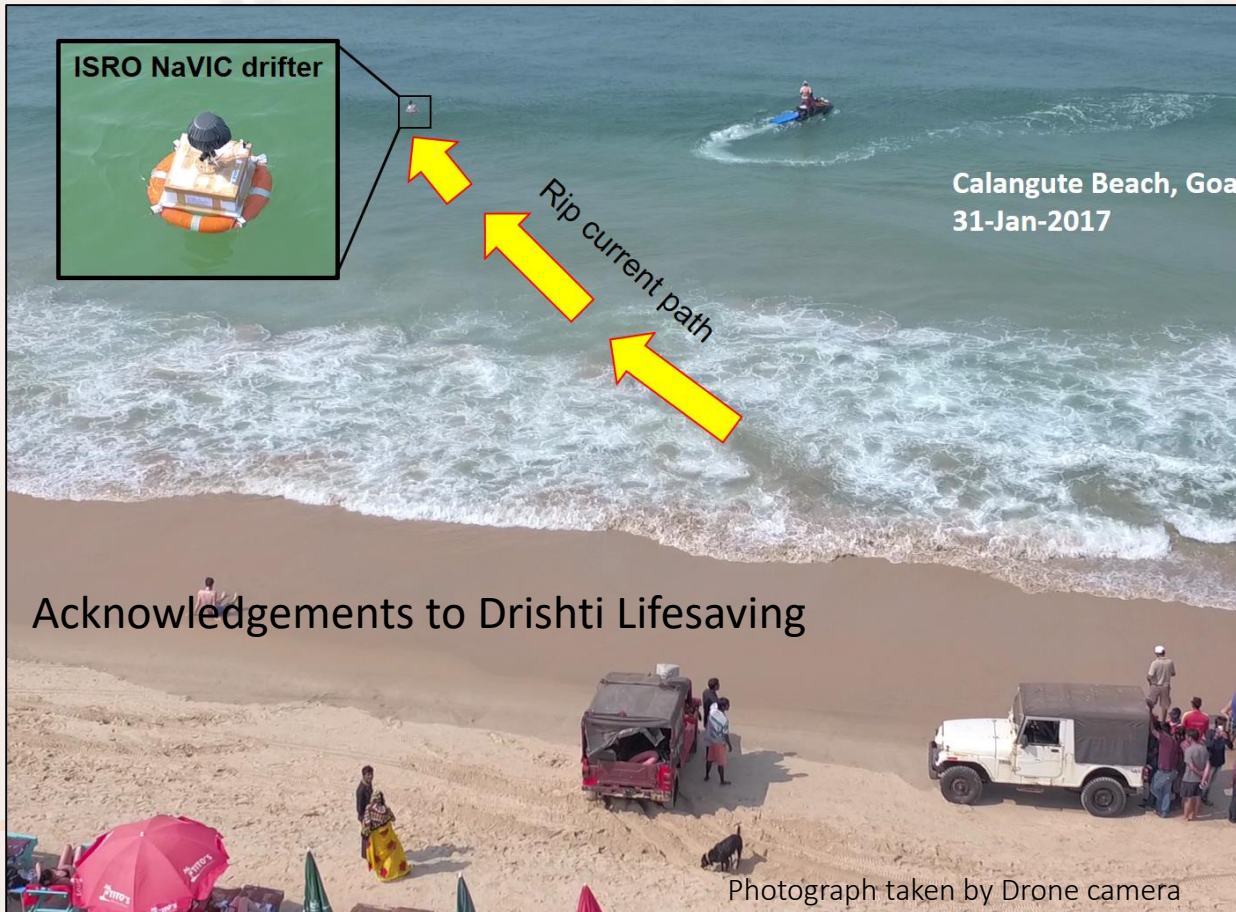 ISRO NaVIC drifter
Calangute Beach, Goa
31-Jan-2017
Rip current path
Acknowledgements to Drishti Lifesaving
TITO'S
Photograph taken by Drone camera